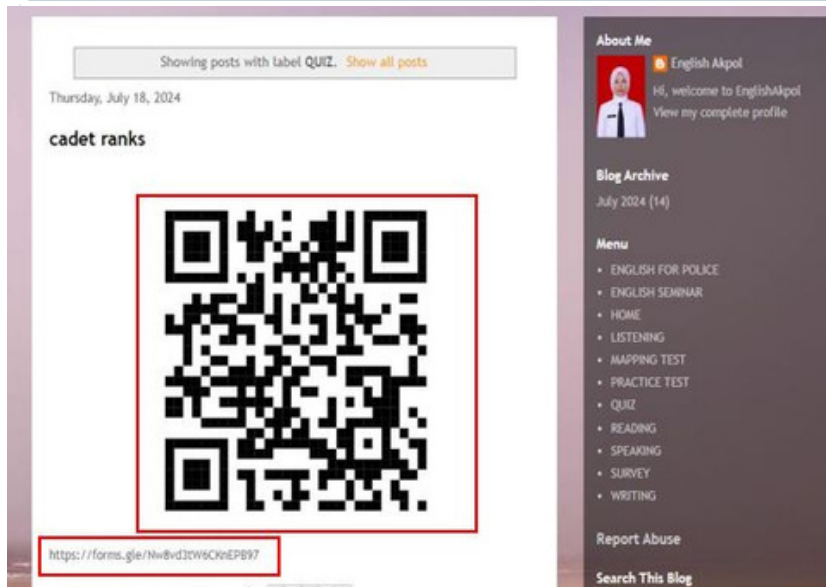 Showing posts with label QUIZ. Show all posts
Thursday, July 18, 2024
cadet ranks
https://forms.gle/Nw8vd3tW6CKnEPB97
About Me
English Akpol
Hi, welcome to EnglishAkpol
View my complete profile
Blog Archive
July 2024 (14)
Menu
ENGLISH FOR POLICE
ENGLISH SEMINAR
HOME
LISTENING
MAPPING TEST
PRACTICE TEST
QUIZ
READING
SPEAKING
SURVEY
WRITING
Report Abuse
Search This Blog